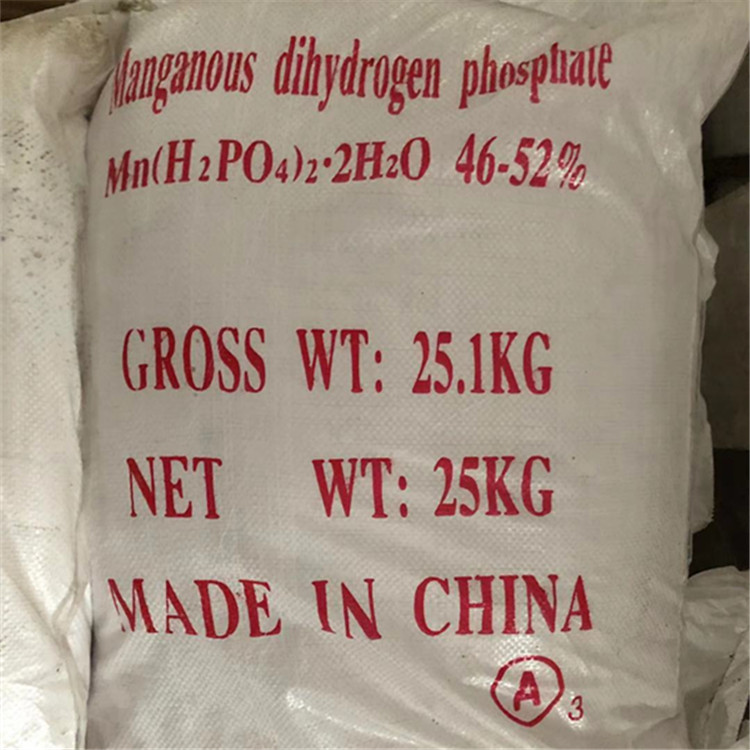 Manganous dihydrogen phosphate
Mn(H2PO4)2·2H2O 46-52%
GROSS WT: 25.1KG
NET WT: 25KG
MADE IN CHINA
A 3